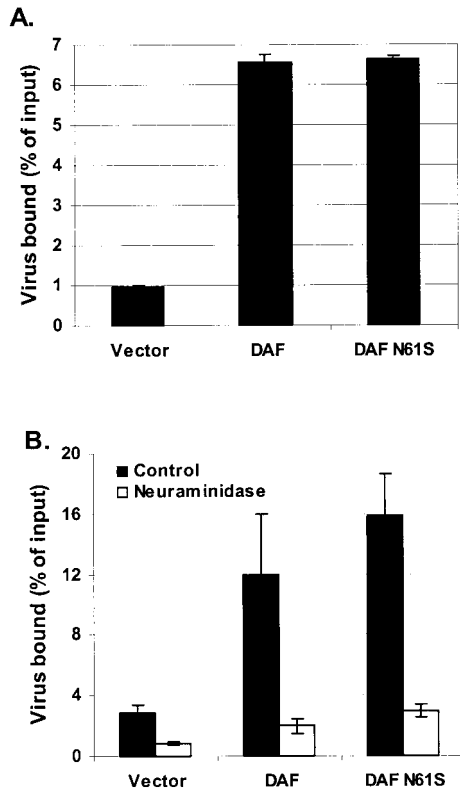 A.
7
6
5
4
3
2
1
0
Virus bound (% of input)
Vector DAF DAF N61S
B.
20
16
12
8
4
0
Virus bound (% of input)
Control
Neuraminidase
Vector DAF DAF N61S